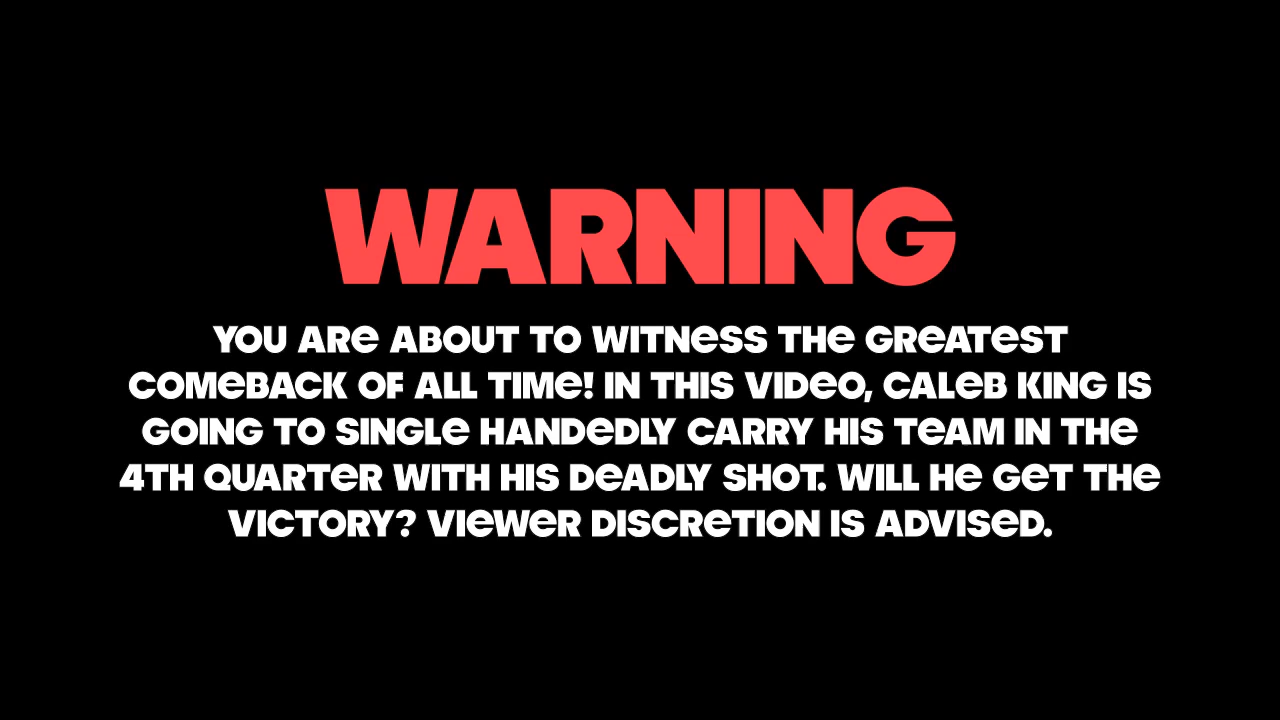 WARNING
YOU ARe ABOUT TO WITNeSS THe GReATeST
COMeBACK OF ALL TIMe! IN THIS VIDeO, CALeB KING IS
GOING TO SINGLe HANDeDLY CARRY HIS TeAM IN THe
4TH QUARTeR WITH HIS DeADLY SHOT. WILL He GeT THe
VICTORY? VIeWeR DISCReTION IS ADVISeD.